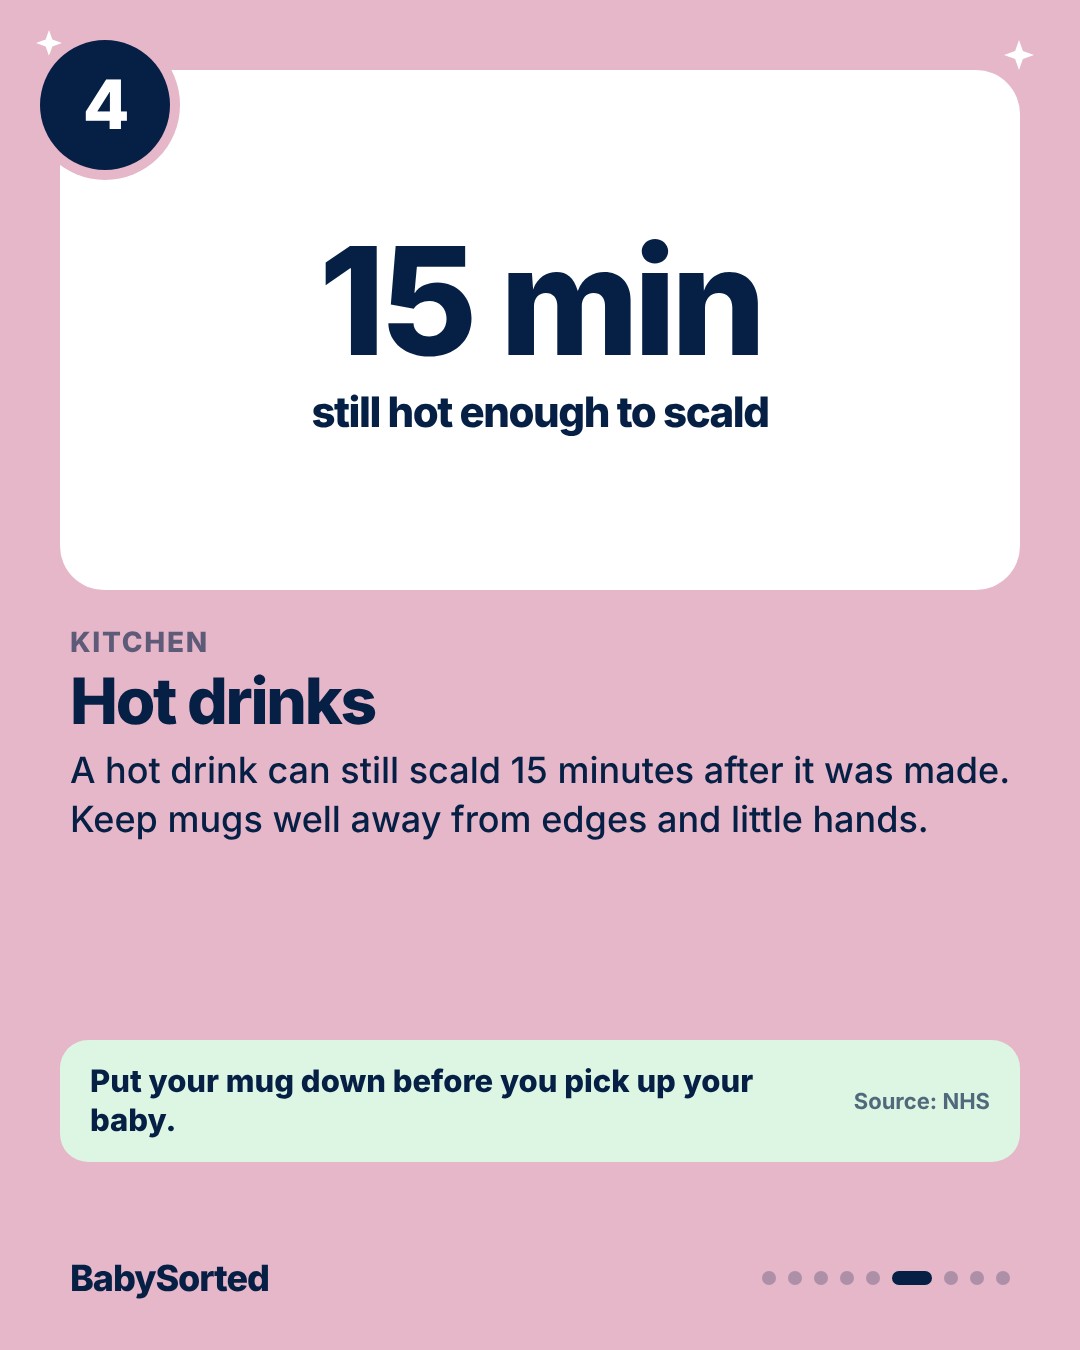 4
15 min
still hot enough to scald
KITCHEN
Hot drinks
A hot drink can still scald 15 minutes after it was made.
Keep mugs well away from edges and little hands.
Put your mug down before you pick up your
baby.
Source: NHS
BabySorted